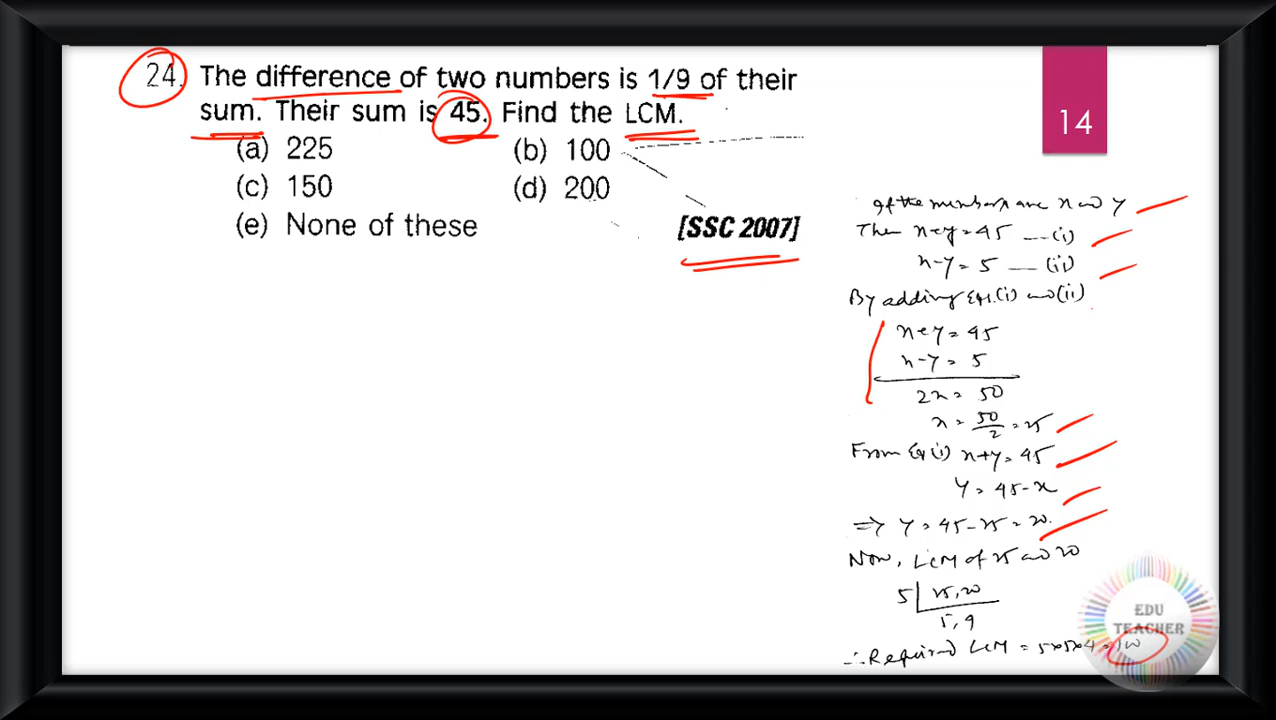 24. The difference of two numbers is 1/9 of their
sum. Their sum is 45. Find the LCM.
(a) 225 (b) 100
(c) 150 (d) 200
(e) None of these
[SSC 2007]
14
If the numbers are x and y
Then x+y=45 —(i)
x-y = 5 —(ii)
By adding Eqs.(i) and (ii)
x+y = 45
x-y = 5
2x = 50
x = 50/2 = 25
From Eq (i) x+y = 45
y = 45-x
⇒ y = 45-25 = 20.
Now, LCM of 25 and 20
5 | 25, 20
5, 4
∴ Required LCM = 5×5×4 = 100
EDU
TEACHER